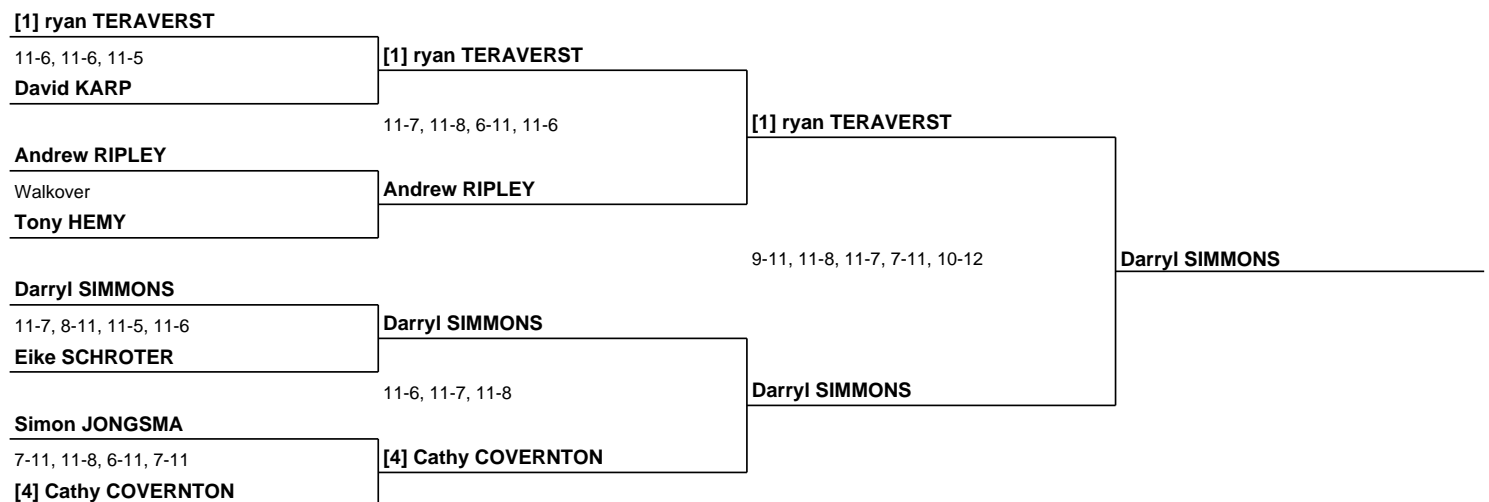 [1] ryan TERAVERST
11-6, 11-6, 11-5
David KARP
[1] ryan TERAVERST
11-7, 11-8, 6-11, 11-6
[1] ryan TERAVERST
Andrew RIPLEY
Walkover
Tony HEMY
Andrew RIPLEY
9-11, 11-8, 11-7, 7-11, 10-12
Darryl SIMMONS
Darryl SIMMONS
11-7, 8-11, 11-5, 11-6
Eike SCHROTER
Darryl SIMMONS
11-6, 11-7, 11-8
Darryl SIMMONS
Simon JONGSMA
7-11, 11-8, 6-11, 7-11
[4] Cathy COVERNTON
[4] Cathy COVERNTON